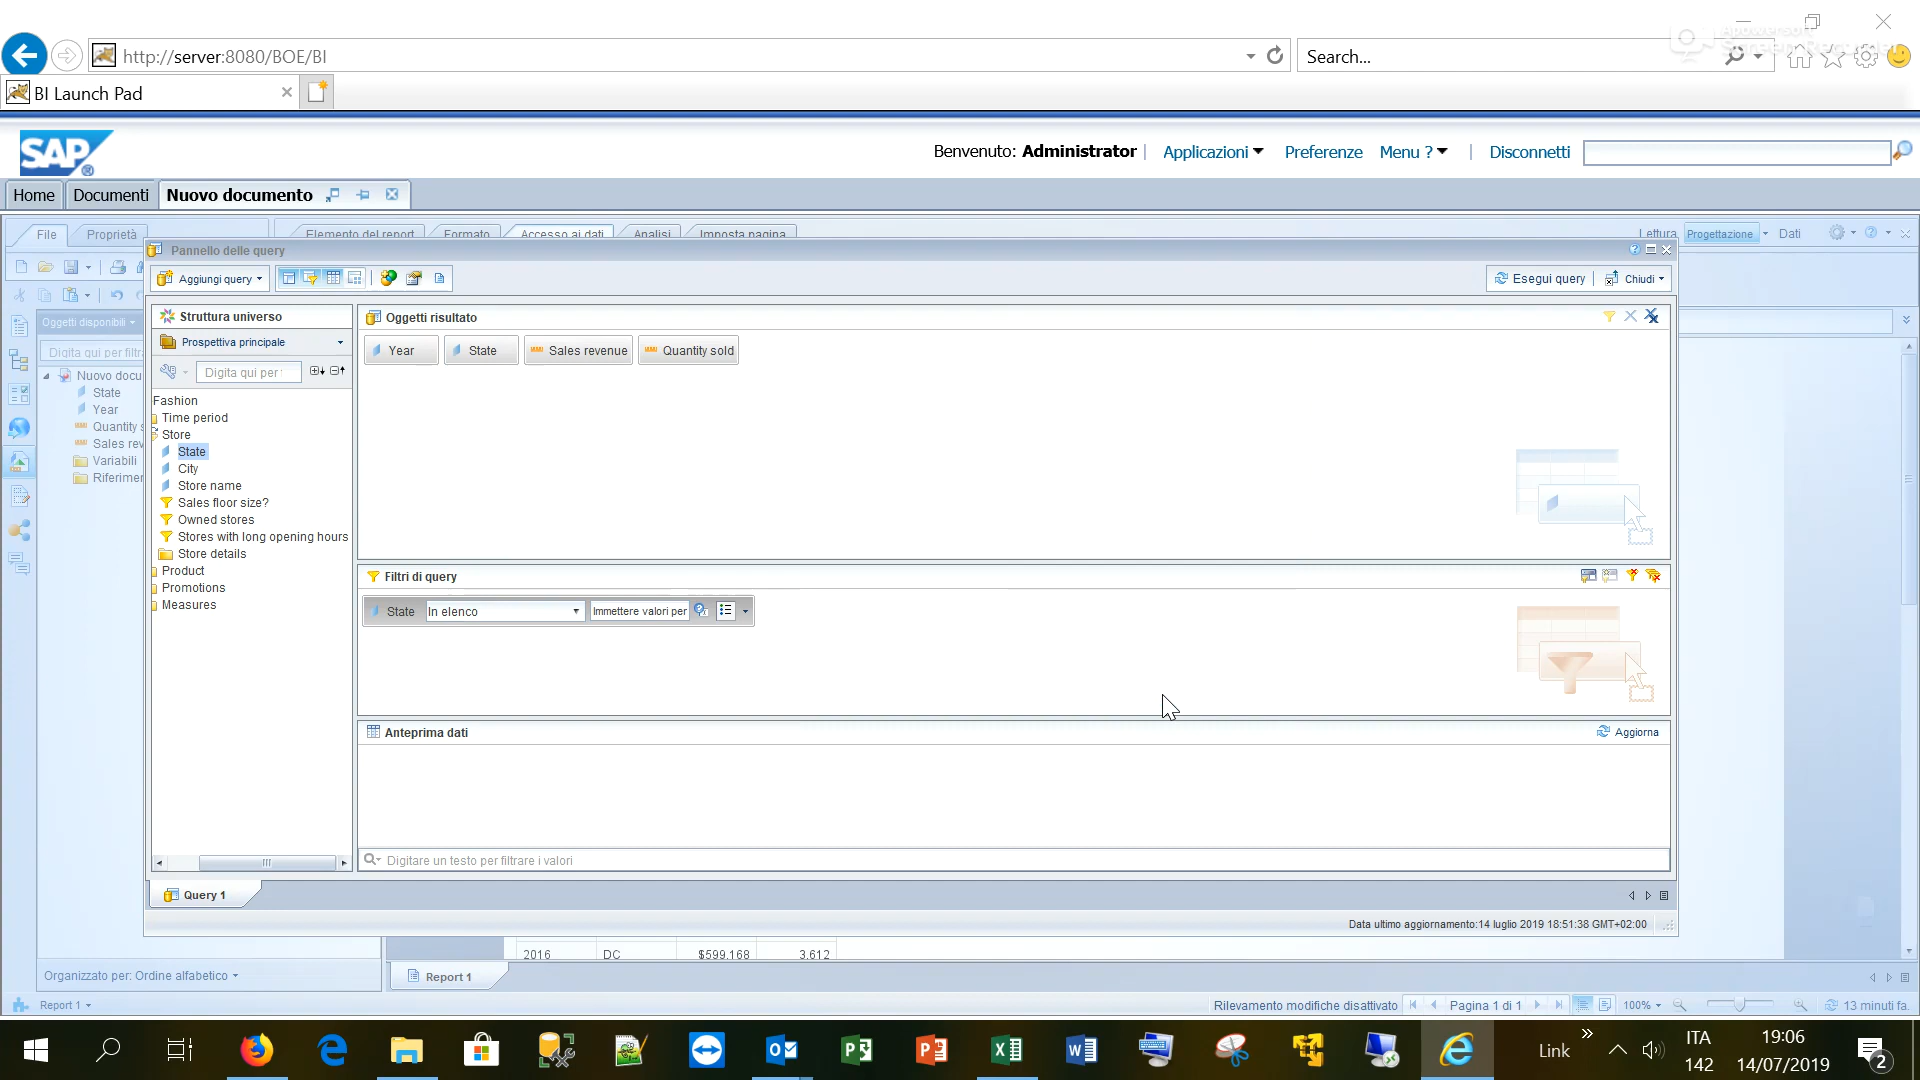 Apowersoft
Screen Recorder
http://server:8080/BOE/BI
Search...
BI Launch Pad
SAP
Benvenuto: Administrator
Applicazioni
Preferenze
Menu ?
Disconnetti
Home
Documenti
Nuovo documento
File
Proprietà
Elemento del report
Formato
Accesso ai dati
Analisi
Imposta pagina
Lettura
Progettazione
Dati
Pannello delle query
Aggiungi query
Esegui query
Chiudi
Oggetti disponibili
Digita qui per filtra
Nuovo docu
State
Year
Quantity s
Sales rev
Variabili
Riferimen
Struttura universo
Prospettiva principale
Digita qui per
Fashion
Time period
Store
State
City
Store name
Sales floor size?
Owned stores
Stores with long opening hours
Store details
Product
Promotions
Measures
Oggetti risultato
Year
State
Sales revenue
Quantity sold
Filtri di query
State
In elenco
Immettere valori per
Anteprima dati
Aggiorna
Digitare un testo per filtrare i valori
Query 1
Data ultimo aggiornamento:14 luglio 2019 18:51:38 GMT+02:00
2016 DC $599.168 3.612
Organizzato per: Ordine alfabetico
Report 1
Report 1
Rilevamento modifiche disattivato
Pagina 1 di 1
100%
13 minuti fa
Link
ITA
142
19:06
14/07/2019
2